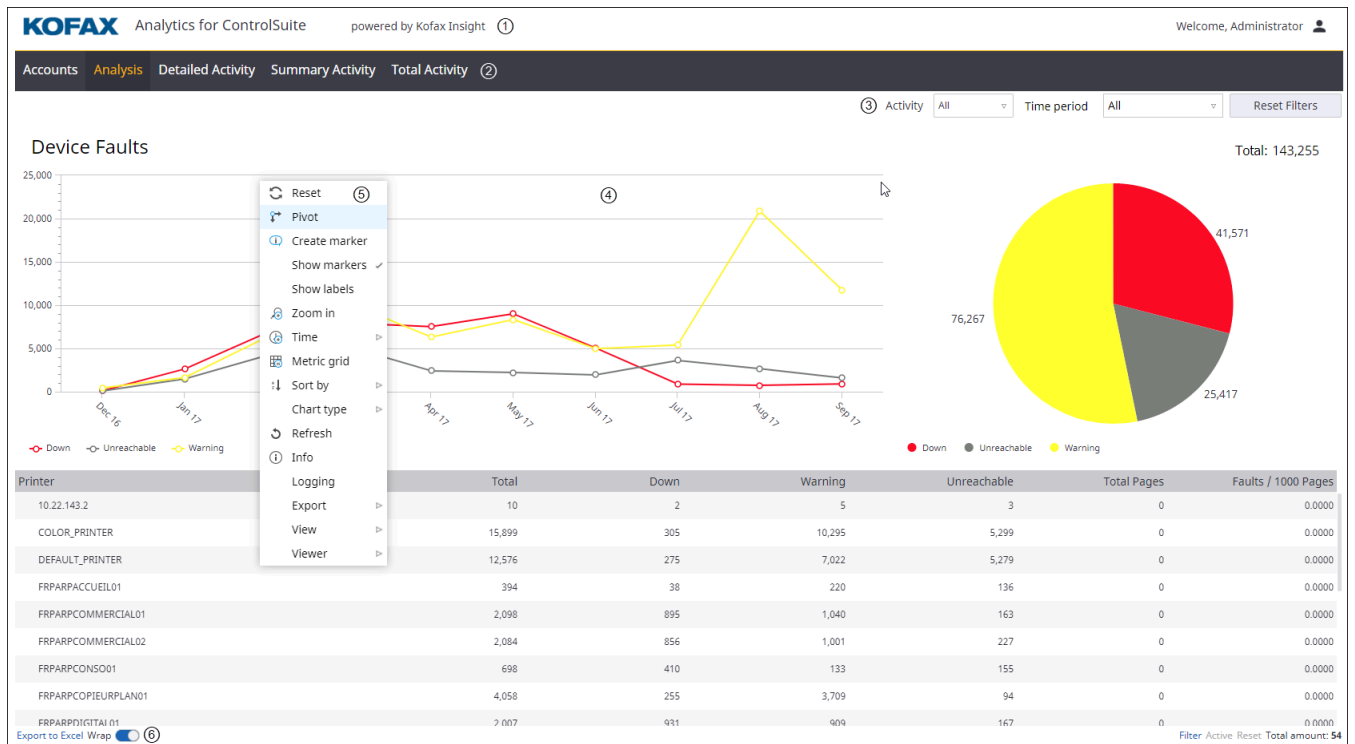 KOFAX Analytics for ControlSuite powered by Kofax Insight ① Welcome, Administrator
Accounts Analysis Detailed Activity Summary Activity Total Activity ②
③ Activity All Time period All Reset Filters
Device Faults
Total: 143,255
25,000
20,000
15,000
10,000
5,000
0
Dec 16
Jan 17
Apr 17
May 17
Jun 17
Jul 17
Aug 17
Sep 17
Down Unreachable Warning
④
Reset ⑤
Pivot
Create marker
Show markers
Show labels
Zoom in
Time
Metric grid
Sort by
Chart type
Refresh
Info
Logging
Export
View
Viewer
41,571
76,267
25,417
Down Unreachable Warning
Printer Total Down Warning Unreachable Total Pages Faults / 1000 Pages
10.22.143.2 10 2 5 3 0 0.0000
COLOR_PRINTER 15,899 305 10,295 5,299 0 0.0000
DEFAULT_PRINTER 12,576 275 7,022 5,279 0 0.0000
FRPARPACCUEIL01 394 38 220 136 0 0.0000
FRPARPCOMMERCIAL01 2,098 895 1,040 163 0 0.0000
FRPARPCOMMERCIAL02 2,084 856 1,001 227 0 0.0000
FRPARPCONSO01 698 410 133 155 0 0.0000
FRPARPCOPIEURPLAN01 4,058 255 3,709 94 0 0.0000
FRPARPDIGITAL01 2,007 931 909 167 0 0.0000
Export to Excel Wrap ⑥ Filter Active Reset Total amount: 54